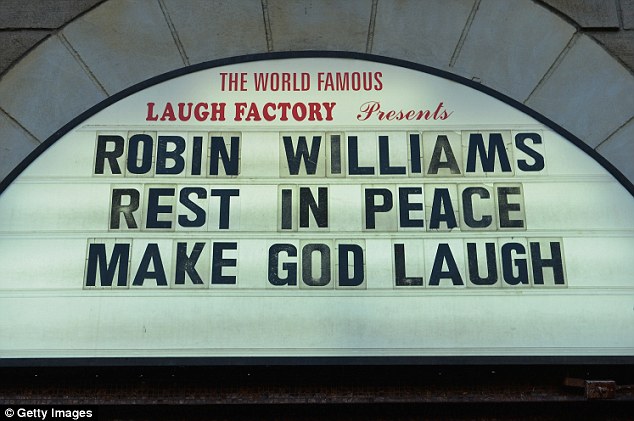 THE WORLD FAMOUS
LAUGH FACTORY Presents
ROBIN WILLIAMS
REST IN PEACE
MAKE GOD LAUGH
© Getty Images